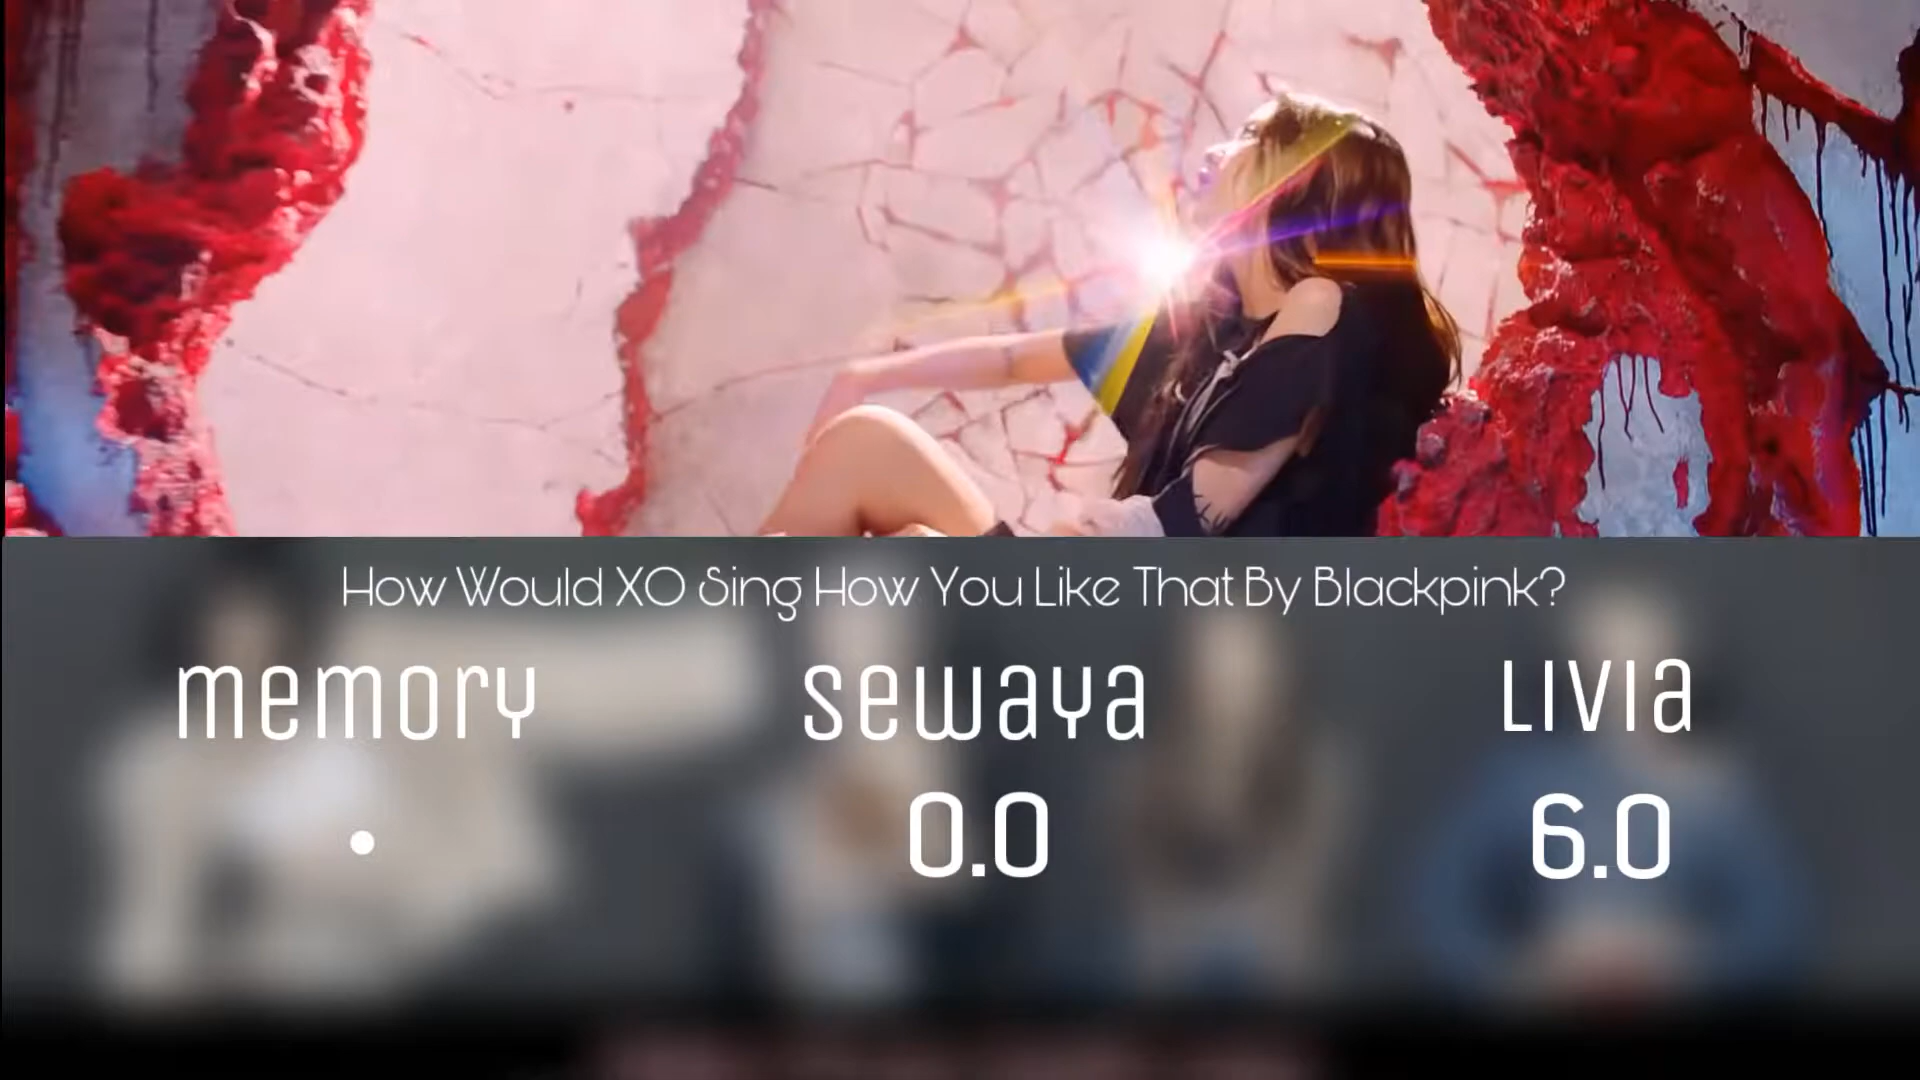 How Would XO Sing How You Like That By Blackpink?
memory sewaya Livia
. 0.0 6.0